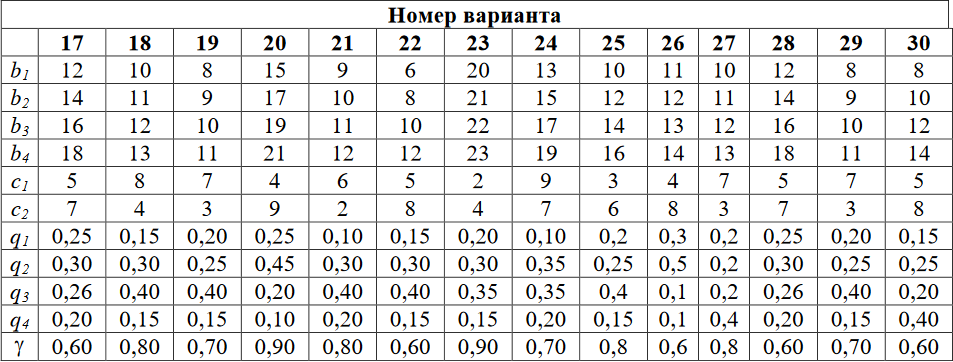 Номер варианта
17 18 19 20 21 22 23 24 25 26 27 28 29 30
b1 12 10 8 15 9 6 20 13 10 11 10 12 8 8
b2 14 11 9 17 10 8 21 15 12 12 11 14 9 10
b3 16 12 10 19 11 10 22 17 14 13 12 16 10 12
b4 18 13 11 21 12 12 23 19 16 14 13 18 11 14
c1 5 8 7 4 6 5 2 9 3 4 7 5 7 5
c2 7 4 3 9 2 8 4 7 6 8 3 7 3 8
q1 0,25 0,15 0,20 0,25 0,10 0,15 0,20 0,10 0,2 0,3 0,2 0,25 0,20 0,15
q2 0,30 0,30 0,25 0,45 0,30 0,30 0,30 0,35 0,25 0,5 0,2 0,30 0,25 0,25
q3 0,26 0,40 0,40 0,20 0,40 0,40 0,35 0,35 0,4 0,1 0,2 0,26 0,40 0,20
q4 0,20 0,15 0,15 0,10 0,20 0,15 0,15 0,20 0,15 0,1 0,4 0,20 0,15 0,40
γ 0,60 0,80 0,70 0,90 0,80 0,60 0,90 0,70 0,8 0,6 0,8 0,60 0,70 0,60